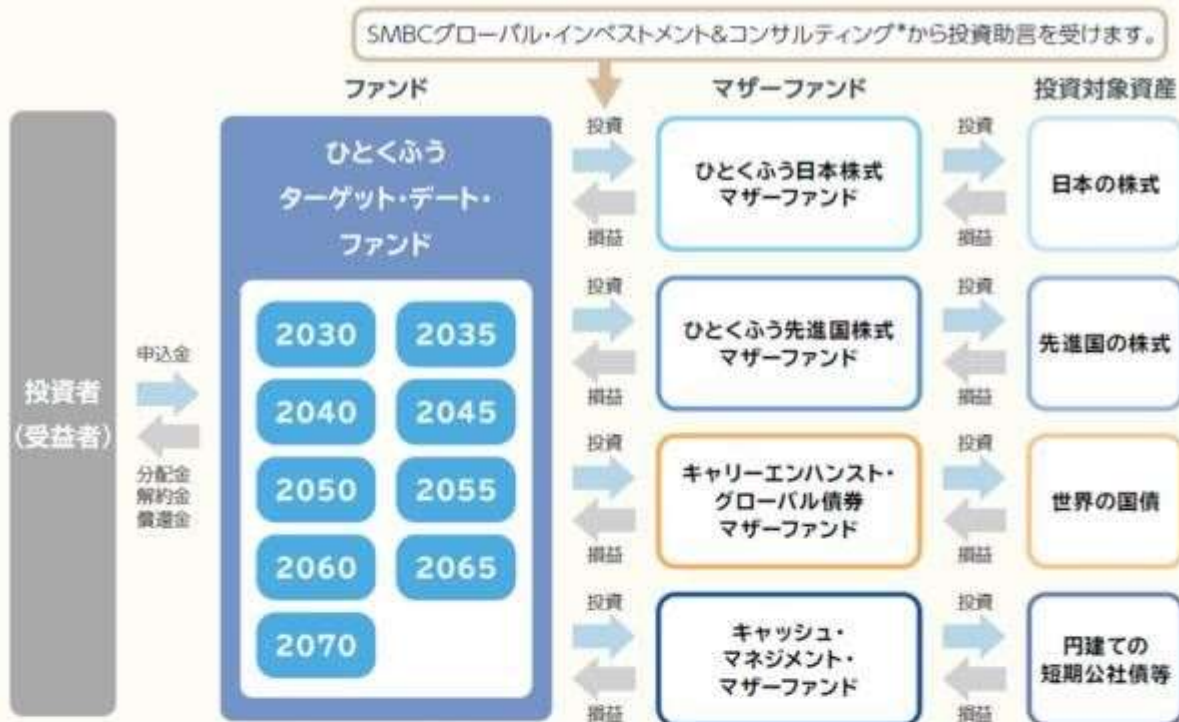 SMBCグローバル・インベストメント&コンサルティング*から投資助言を受けます。
ファンド
マザーファンド
投資対象資産
投資者
(受益者)
申込金
分配金
解約金
償還金
ひとくふう
ターゲット・デート・
ファンド
2030
2035
2040
2045
2050
2055
2060
2065
2070
投資
損益
ひとくふう日本株式
マザーファンド
投資
損益
日本の株式
投資
損益
ひとくふう先進国株式
マザーファンド
投資
損益
先進国の株式
投資
損益
キャリーエンハンスト・
グローバル債券
マザーファンド
投資
損益
世界の国債
投資
損益
キャッシュ・
マネジメント・
マザーファンド
投資
損益
円建ての
短期公社債等